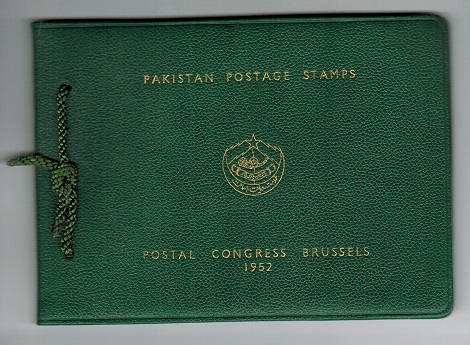 PAKISTAN POSTAGE STAMPS
POSTAL CONGRESS BRUSSELS
1952